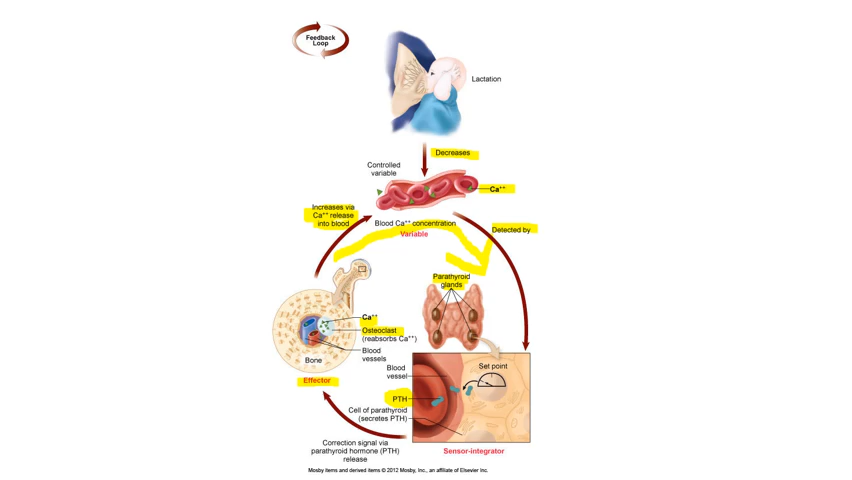 Feedback
Loop
Lactation
Decreases
Controlled
variable
Ca++
Increases via
Ca++ release
into blood
Blood Ca++ concentration
Variable
Detected by
Parathyroid
glands
Ca++
Osteoclast
(reabsorbs Ca++)
Blood
vessels
Bone
Effector
Set point
Blood
vessel
PTH
Cell of parathyroid
(secretes PTH)
Correction signal via
parathyroid hormone (PTH)
release
Sensor-integrator
Mosby items and derived items © 2012 Mosby, Inc., an affiliate of Elsevier Inc.